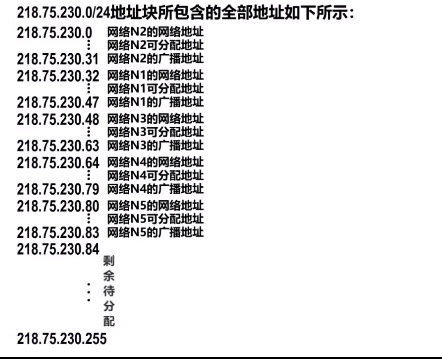 218.75.230.0/24地址块所包含的全部地址如下所示：
218.75.230.0 网络N2的网络地址
⋮ 网络N2可分配地址
218.75.230.31 网络N2的广播地址
218.75.230.32 网络N1的网络地址
⋮ 网络N1可分配地址
218.75.230.47 网络N1的广播地址
218.75.230.48 网络N3的网络地址
⋮ 网络N3可分配地址
218.75.230.63 网络N3的广播地址
218.75.230.64 网络N4的网络地址
⋮ 网络N4可分配地址
218.75.230.79 网络N4的广播地址
218.75.230.80 网络N5的网络地址
⋮ 网络N5可分配地址
218.75.230.83 网络N5的广播地址
218.75.230.84
⋮ 剩余待分配
218.75.230.255